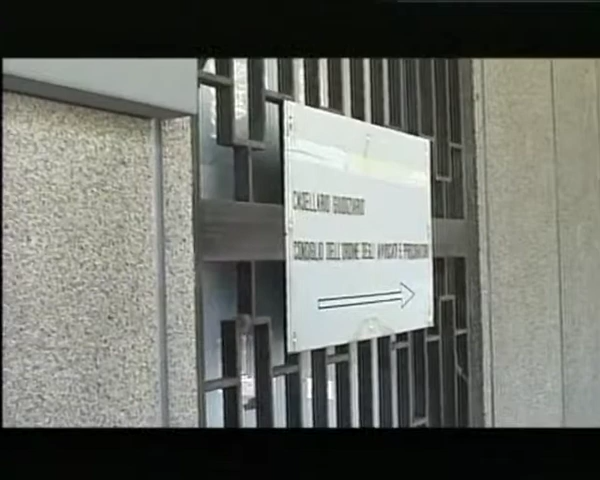 CASELLARIO GIUDIZIARIO
CONSIGLIO DELL'ORDINE DEGLI AVVOCATI E PROCURATORI